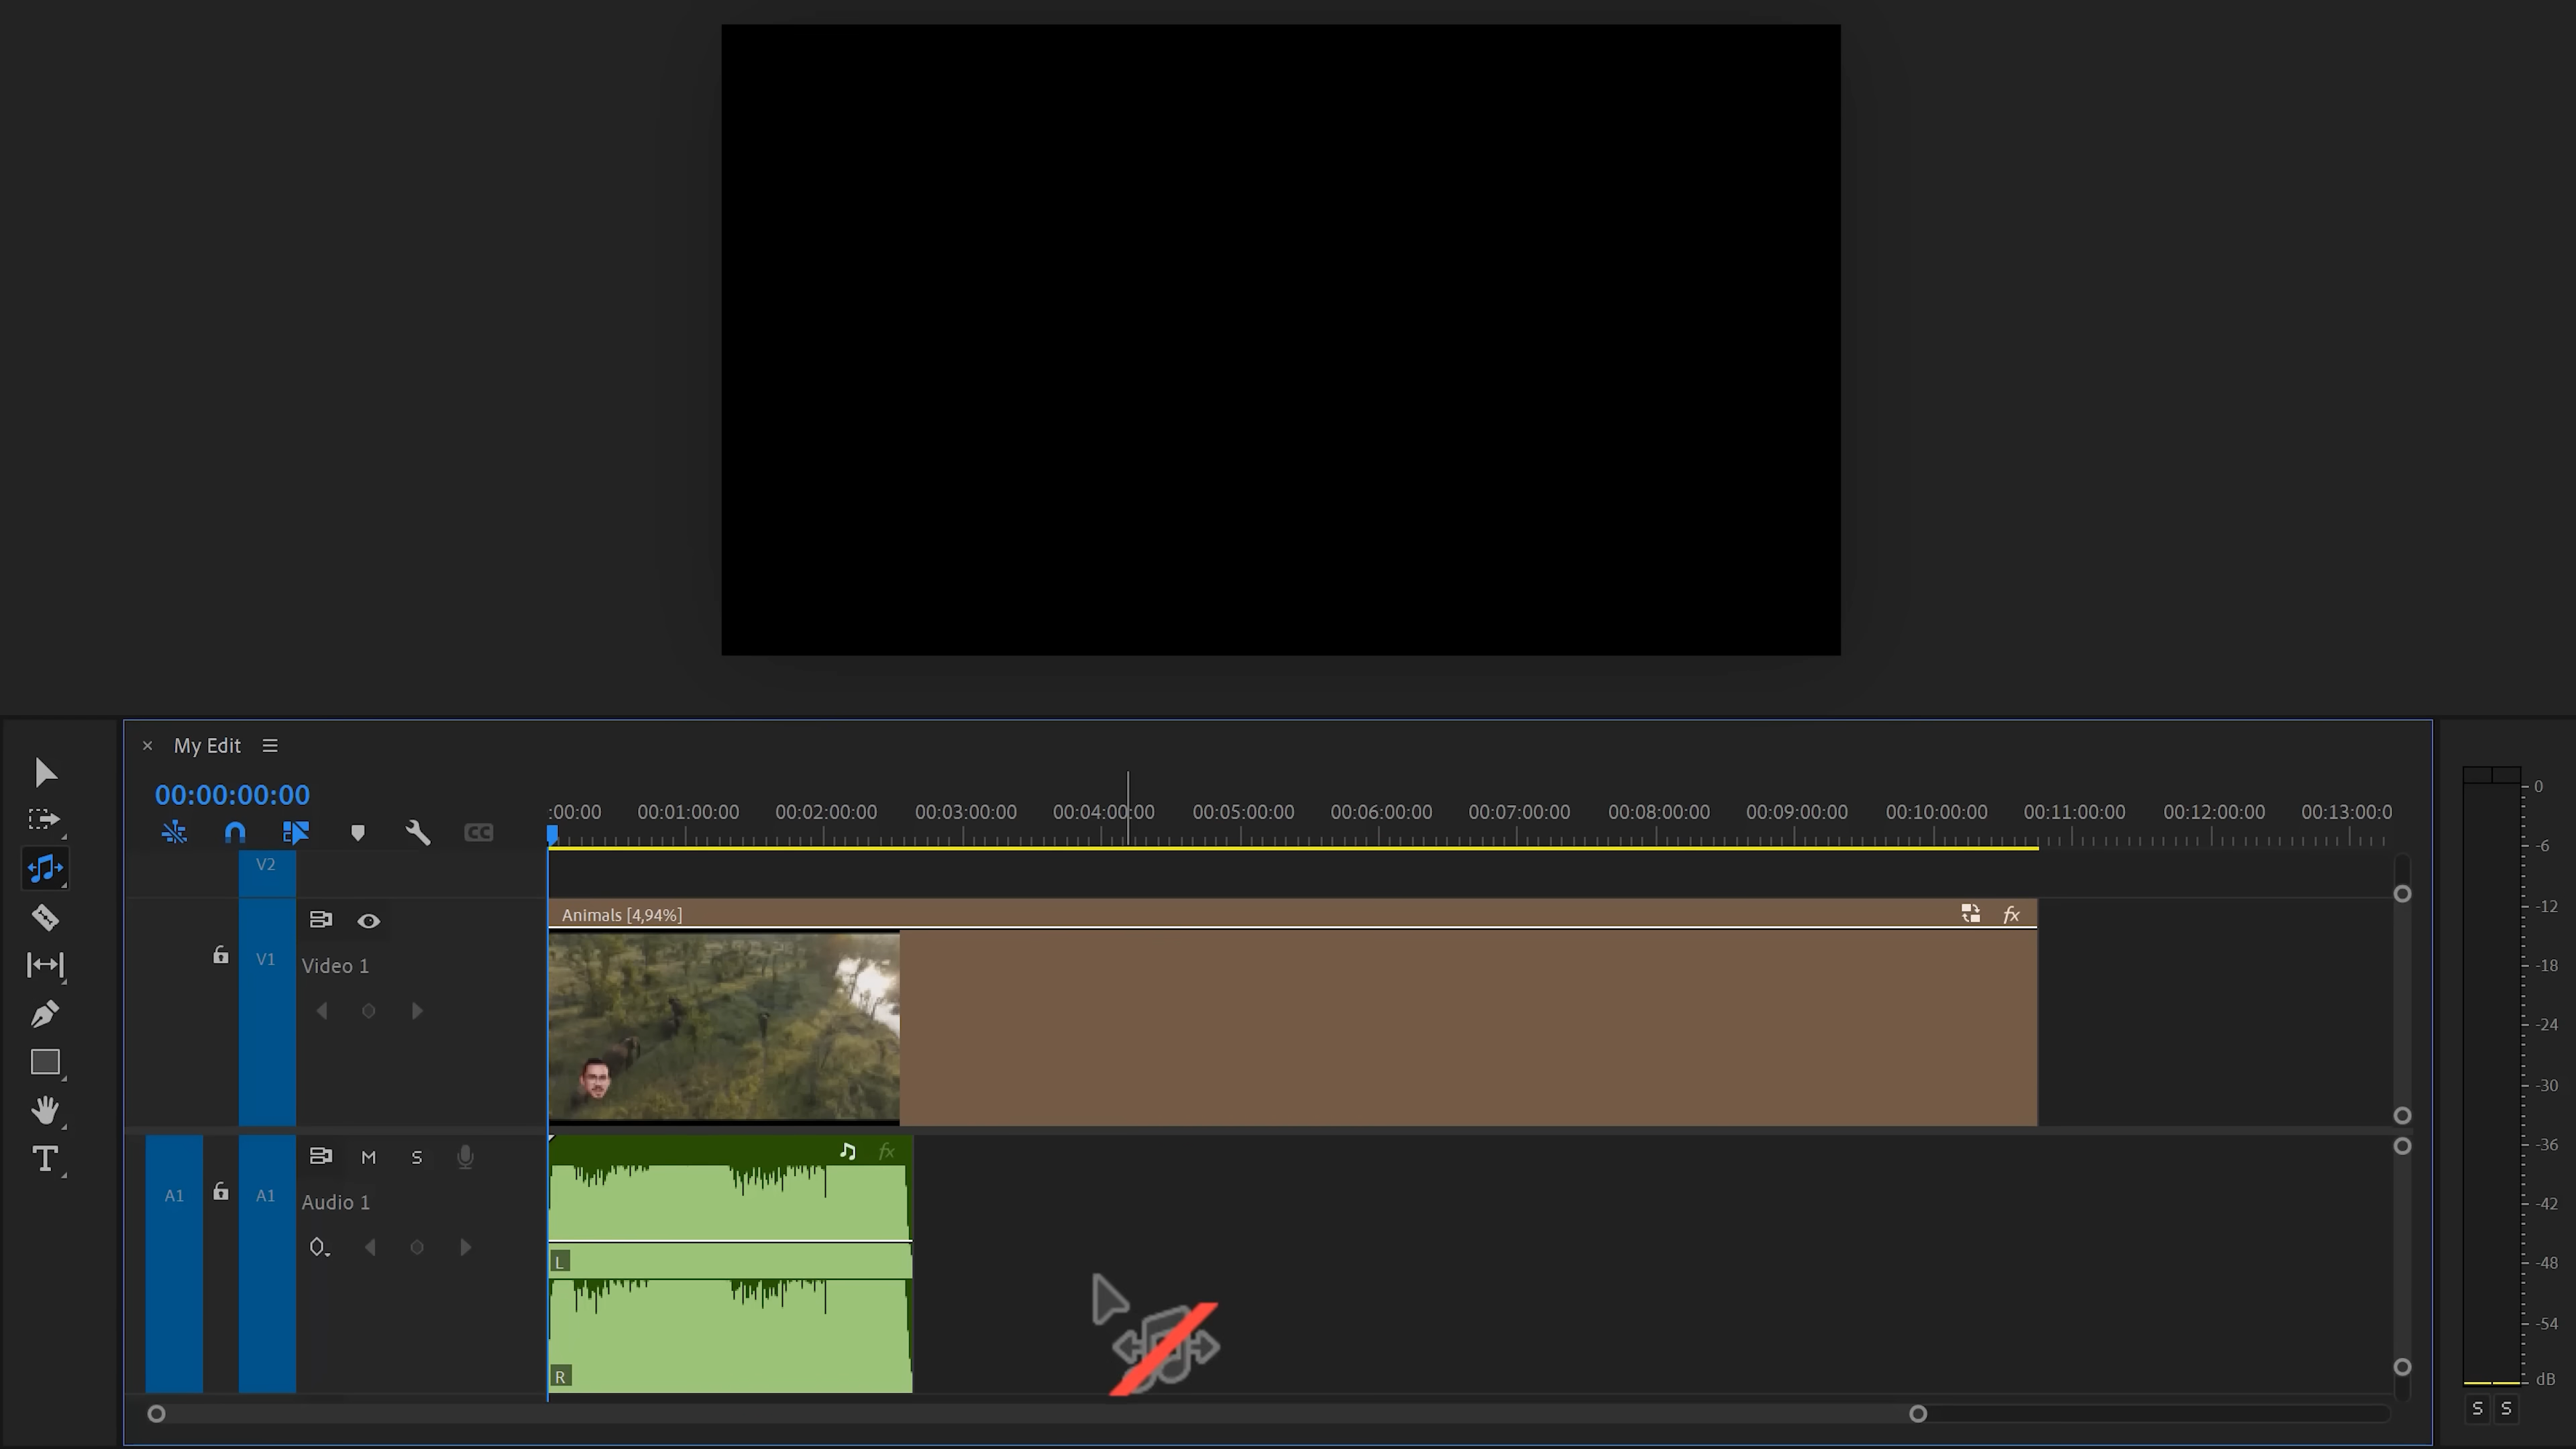 × My Edit
00:00:00:00
:00:00 00:01:00:00 00:02:00:00 00:03:00:00 00:04:00:00 00:05:00:00 00:06:00:00 00:07:00:00 00:08:00:00 00:09:00:00 00:10:00:00 00:11:00:00 00:12:00:00 00:13:00:0
CC
V2
Animals [4,94%] fx
V1 Video 1
M S fx
A1 A1 Audio 1
L
R
T
0
-6
-12
-18
-24
-30
-36
-42
-48
-54
dB
S S